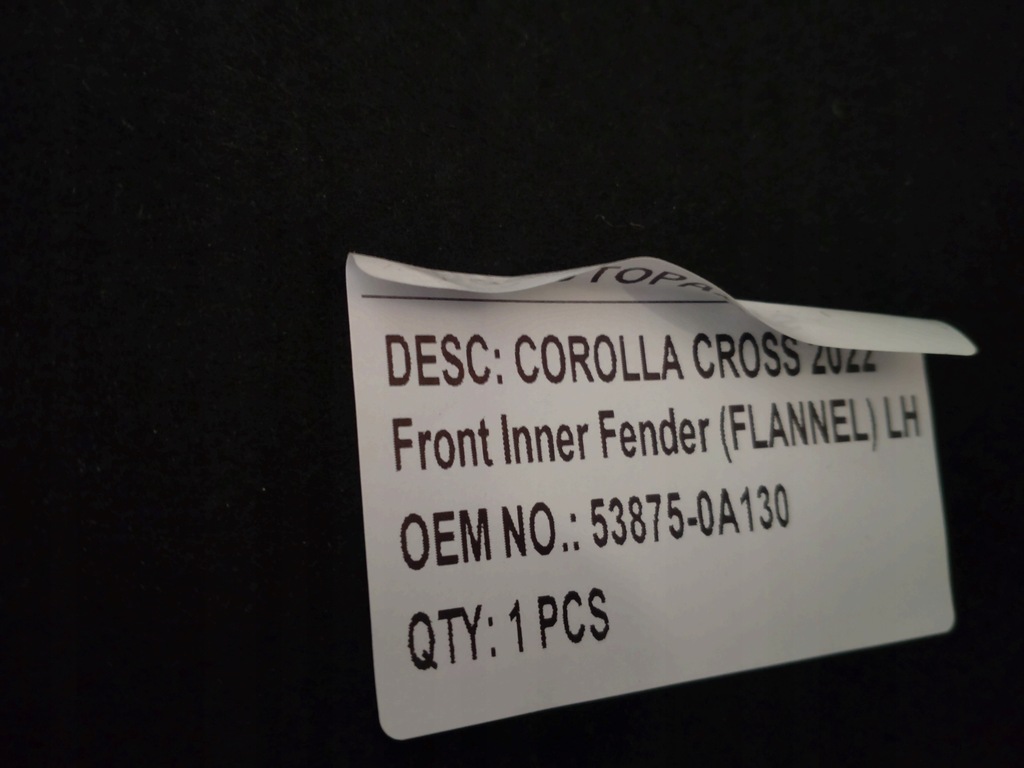 DESC: COROLLA CROSS 2022
Front Inner Fender (FLANNEL) LH
OEM NO.: 53875-0A130
QTY: 1 PCS